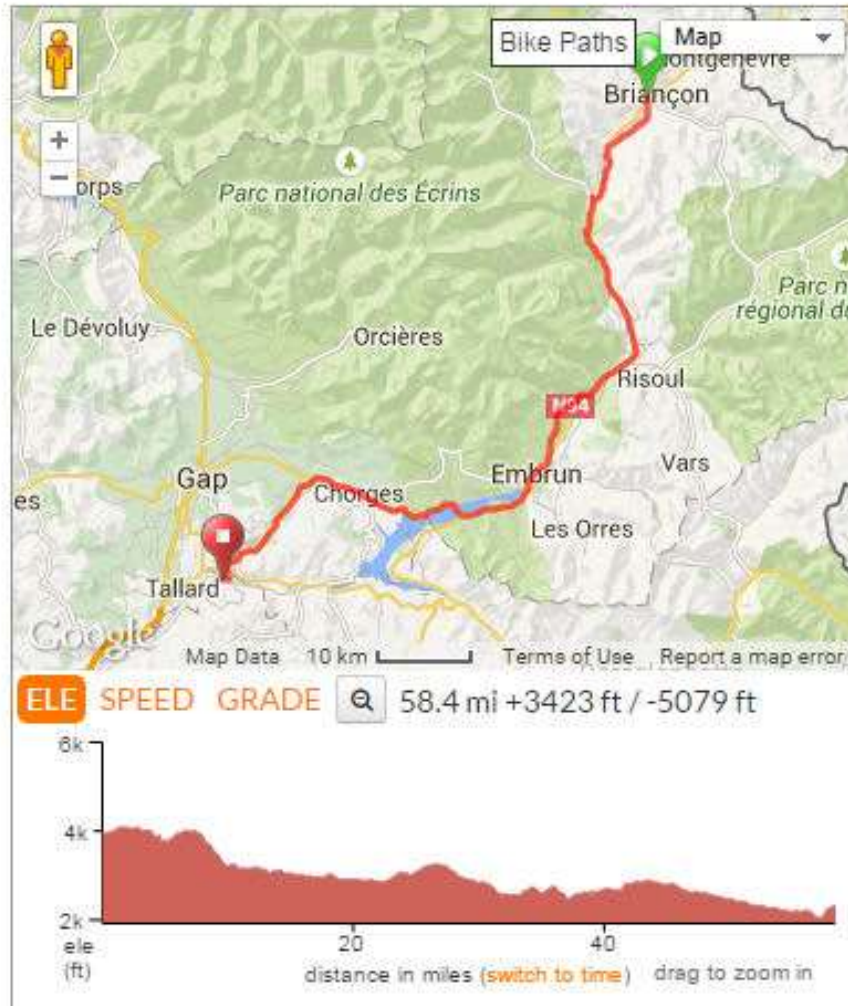 Bike Paths
Map
Montgenevre
Briançon
orps
Parc national des Écrins
Parc n
régional du
Le Dévoluy
Orcières
Risoul
N94
Gap
Embrun
Vars
es
Chorges
Les Orres
Tallard
Google
Map Data 10 km Terms of Use Report a map error
ELE SPEED GRADE 58.4 mi +3423 ft / -5079 ft
6k
4k
2k
ele
(ft)
20 40
distance in miles (switch to time) drag to zoom in